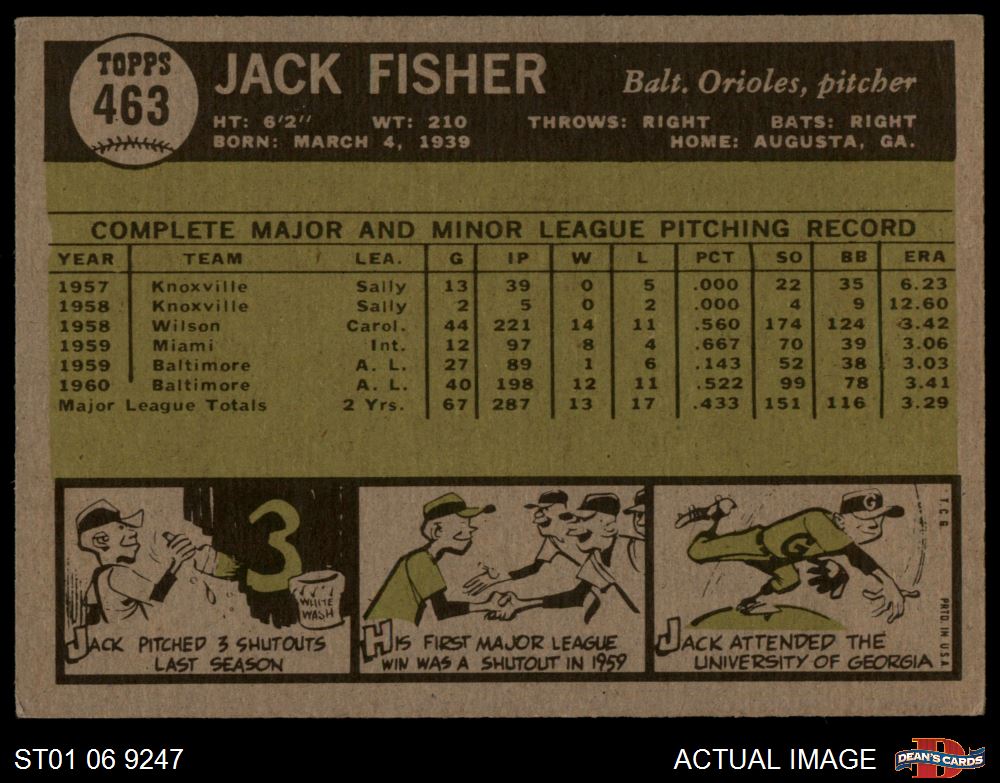 TOPPS
463
JACK FISHER
Balt. Orioles, pitcher
HT: 6'2" WT: 210 THROWS: RIGHT BATS: RIGHT
BORN: MARCH 4, 1939 HOME: AUGUSTA, GA.
COMPLETE MAJOR AND MINOR LEAGUE PITCHING RECORD
YEAR TEAM LEA. G IP W L PCT SO BB ERA
1957 Knoxville Sally 13 39 0 5 .000 22 35 6.23
1958 Knoxville Sally 2 5 0 2 .000 4 9 12.60
1958 Wilson Carol. 44 221 14 11 .560 174 124 3.42
1959 Miami Int. 12 97 8 4 .667 70 39 3.06
1959 Baltimore A. L. 27 89 1 6 .143 52 38 3.03
1960 Baltimore A. L. 40 198 12 11 .522 99 78 3.41
Major League Totals 2 Yrs. 67 287 13 17 .433 151 116 3.29
3
WHITE
WASH
JACK PITCHED 3 SHUTOUTS
LAST SEASON
HIS FIRST MAJOR LEAGUE
WIN WAS A SHUTOUT IN 1959
G
G
JACK ATTENDED THE
UNIVERSITY OF GEORGIA
T.C.G.
PRTD. IN USA
ST01 06 9247
ACTUAL IMAGE
D
DEAN'S CARDS